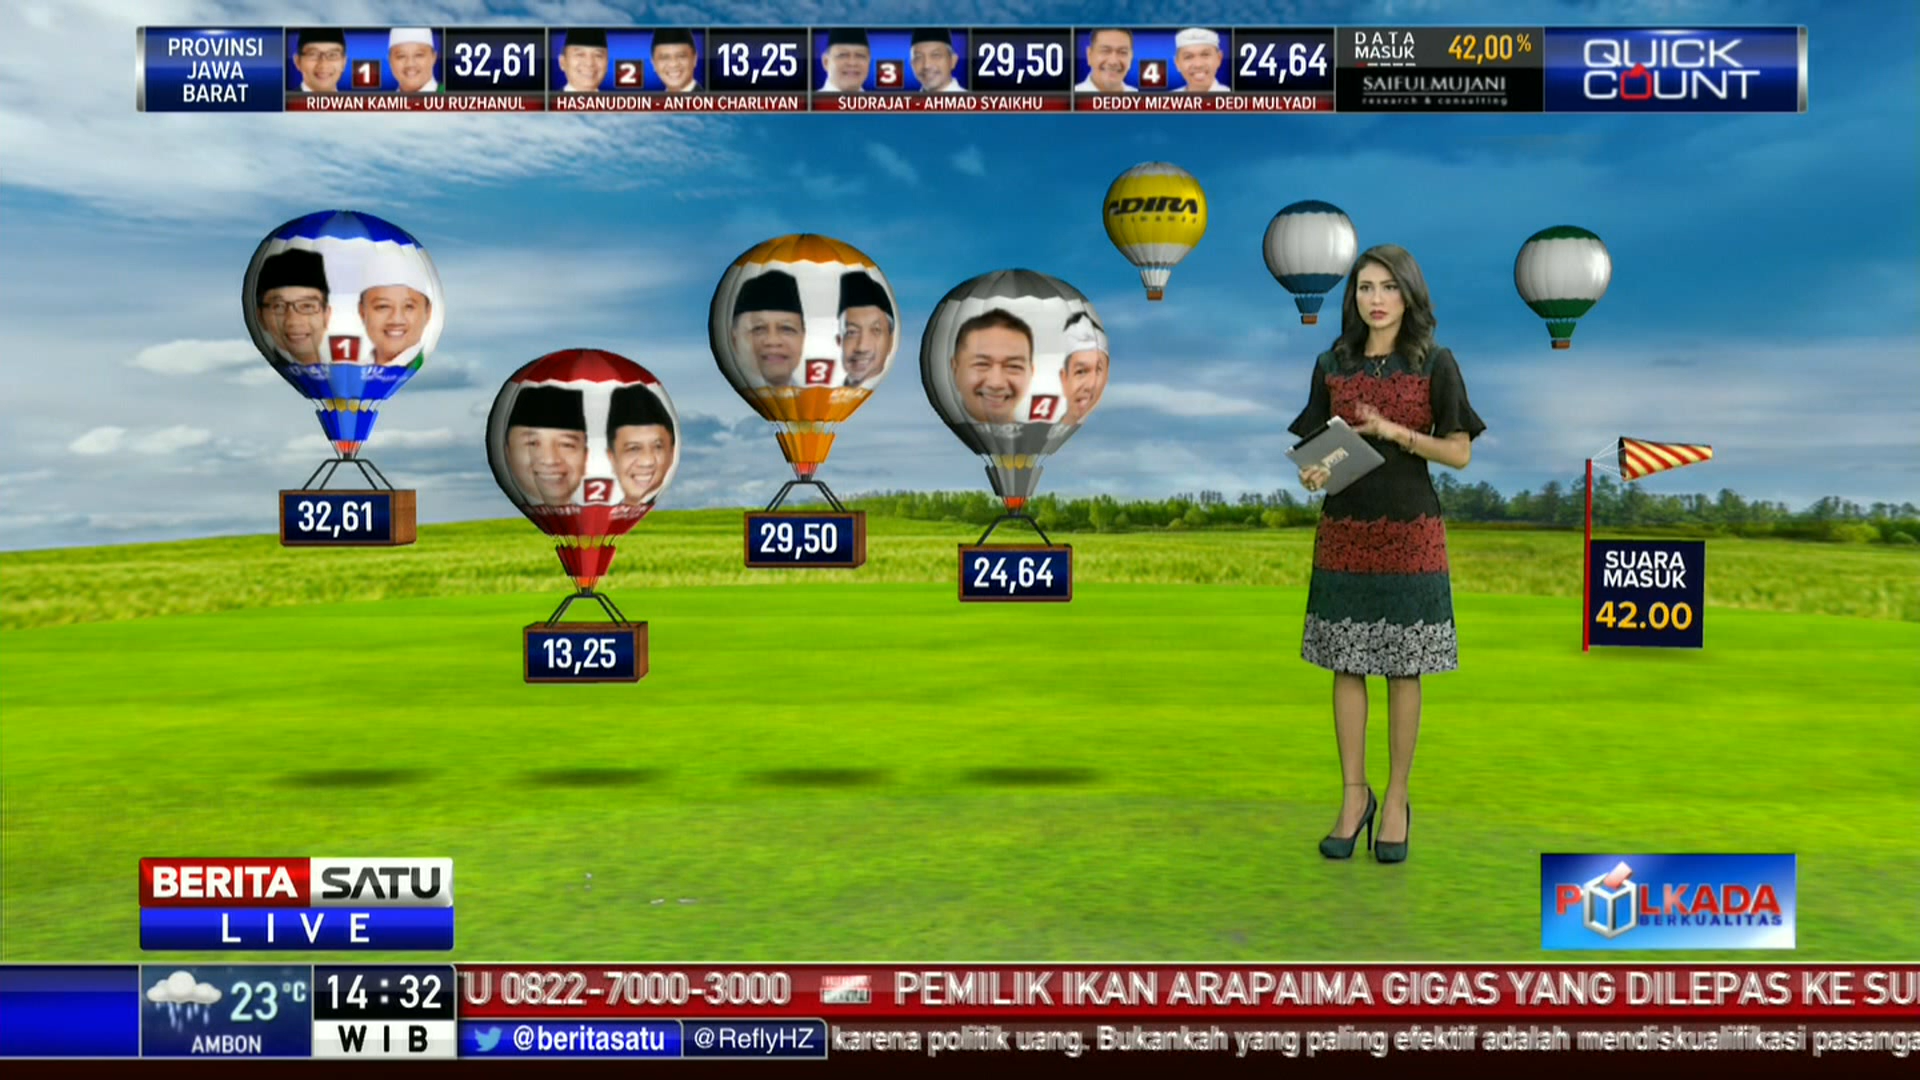 PROVINSI
JAWA
BARAT
1
32,61
RIDWAN KAMIL - UU RUZHANUL
2
13,25
HASANUDDIN - ANTON CHARLIYAN
3
29,50
SUDRAJAT - AHMAD SYAIKHU
4
24,64
DEDDY MIZWAR - DEDI MULYADI
DATA
MASUK
42,00%
SAIFULMUJANI
research & consulting
QUICK
COUNT
ADIRA
FINANCE
1
32,61
2
13,25
3
29,50
4
24,64
SUARA
MASUK
42.00
BERITA SATU
LIVE
PILKADA
BERKUALITAS
23°C
AMBON
14:32
WIB
U 0822-7000-3000
PEMILIK IKAN ARAPAIMA GIGAS YANG DILEPAS KE SU
@beritasatu
@ReflyHZ
karena politik uang. Bukankah yang paling efektif adalah mendiskualifikasi pasanga